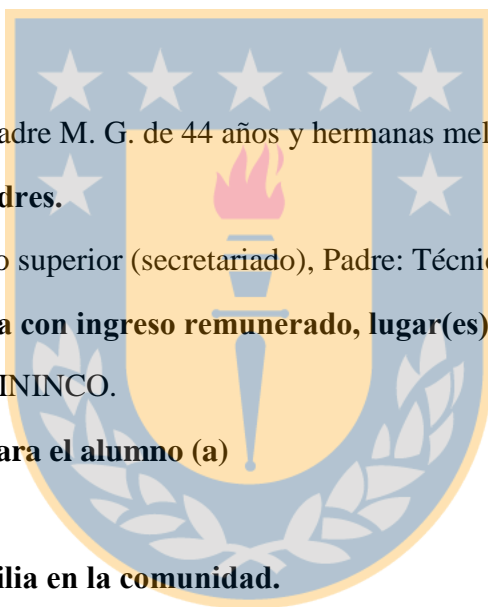 adre M. G. de 44 años y hermanas mel
dres.
o superior (secretariado), Padre: Técni
a con ingreso remunerado, lugar(es)
ININCO.
ara el alumno (a)
ilia en la comunidad.